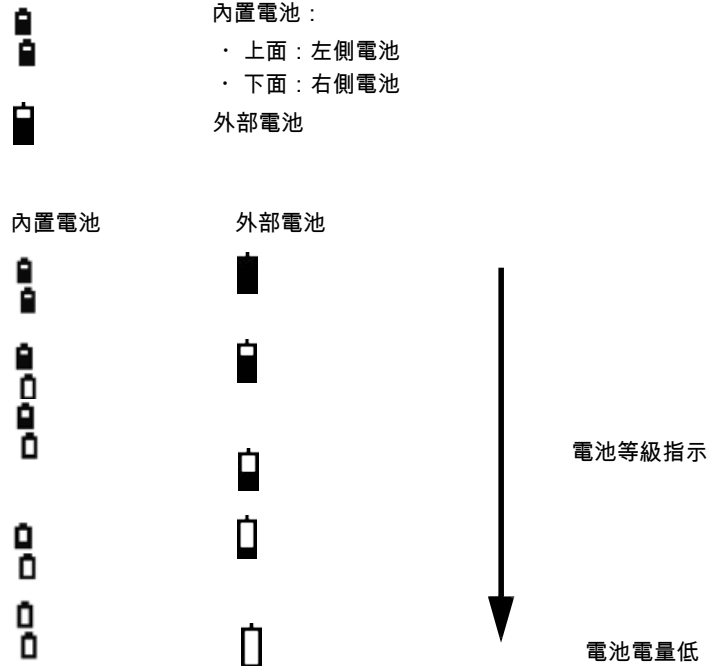 內置電池：
· 上面：左側電池
· 下面：右側電池
外部電池
內置電池 外部電池
電池等級指示
電池電量低